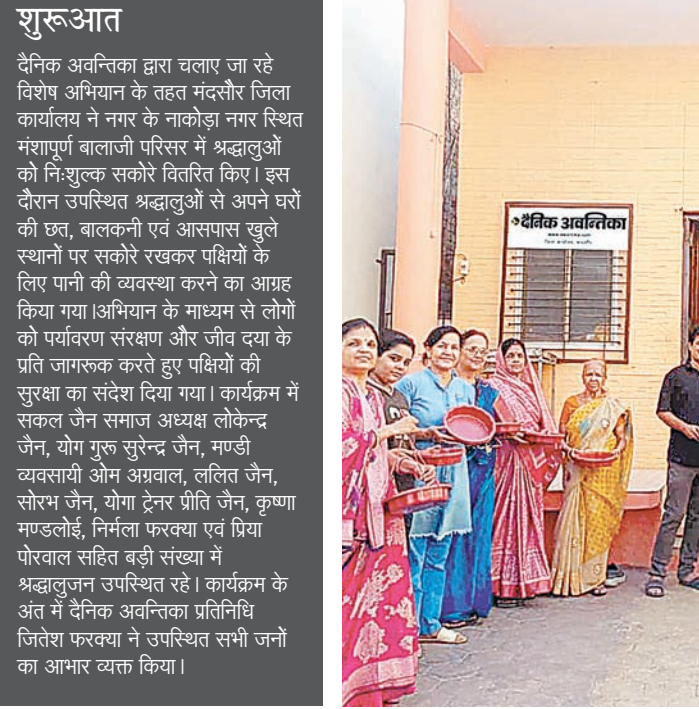 शुरूआत
दैनिक अवन्तिका द्वारा चलाए जा रहे
विशेष अभियान के तहत मंदसौर जिला
कार्यालय ने नगर के नाकोड़ा नगर स्थित
मंशापूर्ण बालाजी परिसर में श्रद्धालुओं
को नि:शुल्क सकोरे वितरित किए। इस
दौरान उपस्थित श्रद्धालुओं से अपने घरों
की छत, बालकनी एवं आसपास खुले
स्थानों पर सकोरे रखकर पक्षियों के
लिए पानी की व्यवस्था करने का आग्रह
किया गया।अभियान के माध्यम से लोगों
को पर्यावरण संरक्षण और जीव दया के
प्रति जागरूक करते हुए पक्षियों की
सुरक्षा का संदेश दिया गया। कार्यक्रम में
सकल जैन समाज अध्यक्ष लोकेन्द्र
जैन, योग गुरू सुरेन्द्र जैन, मण्डी
व्यवसायी ओम अग्रवाल, ललित जैन,
सोरभ जैन, योगा ट्रेनर प्रीति जैन, कृष्णा
मण्डलोई, निर्मला फरक्या एवं प्रिया
पोरवाल सहित बड़ी संख्या में
श्रद्धालुजन उपस्थित रहे। कार्यक्रम के
अंत में दैनिक अवन्तिका प्रतिनिधि
जितेश फरक्या ने उपस्थित सभी जनों
का आभार व्यक्त किया।
दैनिक अवन्तिका